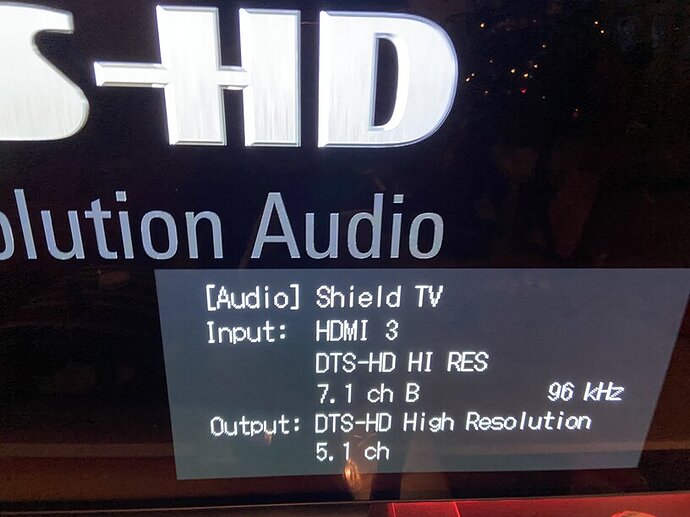 S-HD
olution Audio
[Audio] Shield TV
Input: HDMI 3
DTS-HD HI RES
7.1 ch B 96 kHz
Output: DTS-HD High Resolution
5.1 ch